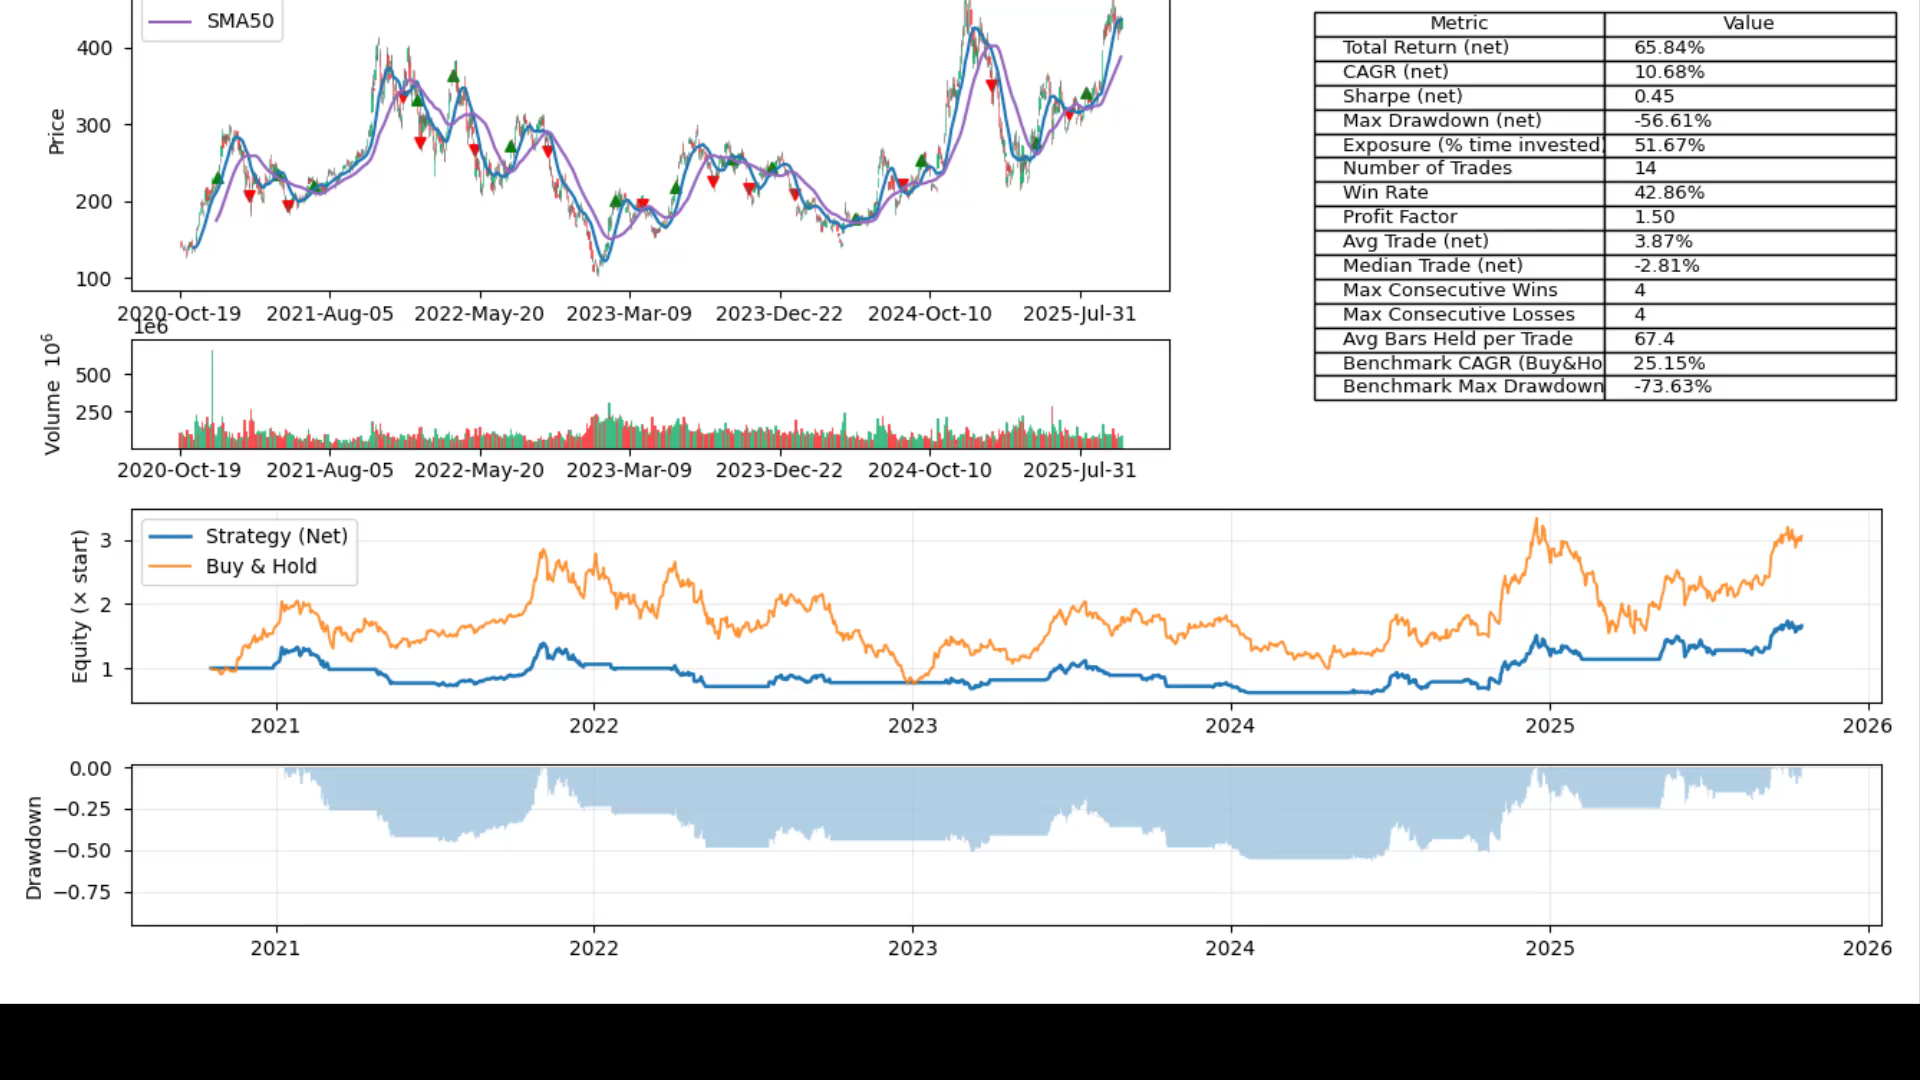 SMA50
400
300
200
100
Price
2020-Oct-19 2021-Aug-05 2022-May-20 2023-Mar-09 2023-Dec-22 2024-Oct-10 2025-Jul-31
1e6
Volume 10^6
500
250
2020-Oct-19 2021-Aug-05 2022-May-20 2023-Mar-09 2023-Dec-22 2024-Oct-10 2025-Jul-31
Metric Value
Total Return (net) 65.84%
CAGR (net) 10.68%
Sharpe (net) 0.45
Max Drawdown (net) -56.61%
Exposure (% time invested) 51.67%
Number of Trades 14
Win Rate 42.86%
Profit Factor 1.50
Avg Trade (net) 3.87%
Median Trade (net) -2.81%
Max Consecutive Wins 4
Max Consecutive Losses 4
Avg Bars Held per Trade 67.4
Benchmark CAGR (Buy&Ho 25.15%
Benchmark Max Drawdown -73.63%
Strategy (Net)
Buy & Hold
Equity (× start)
3
2
1
2021 2022 2023 2024 2025 2026
Drawdown
0.00
−0.25
−0.50
−0.75
2021 2022 2023 2024 2025 2026